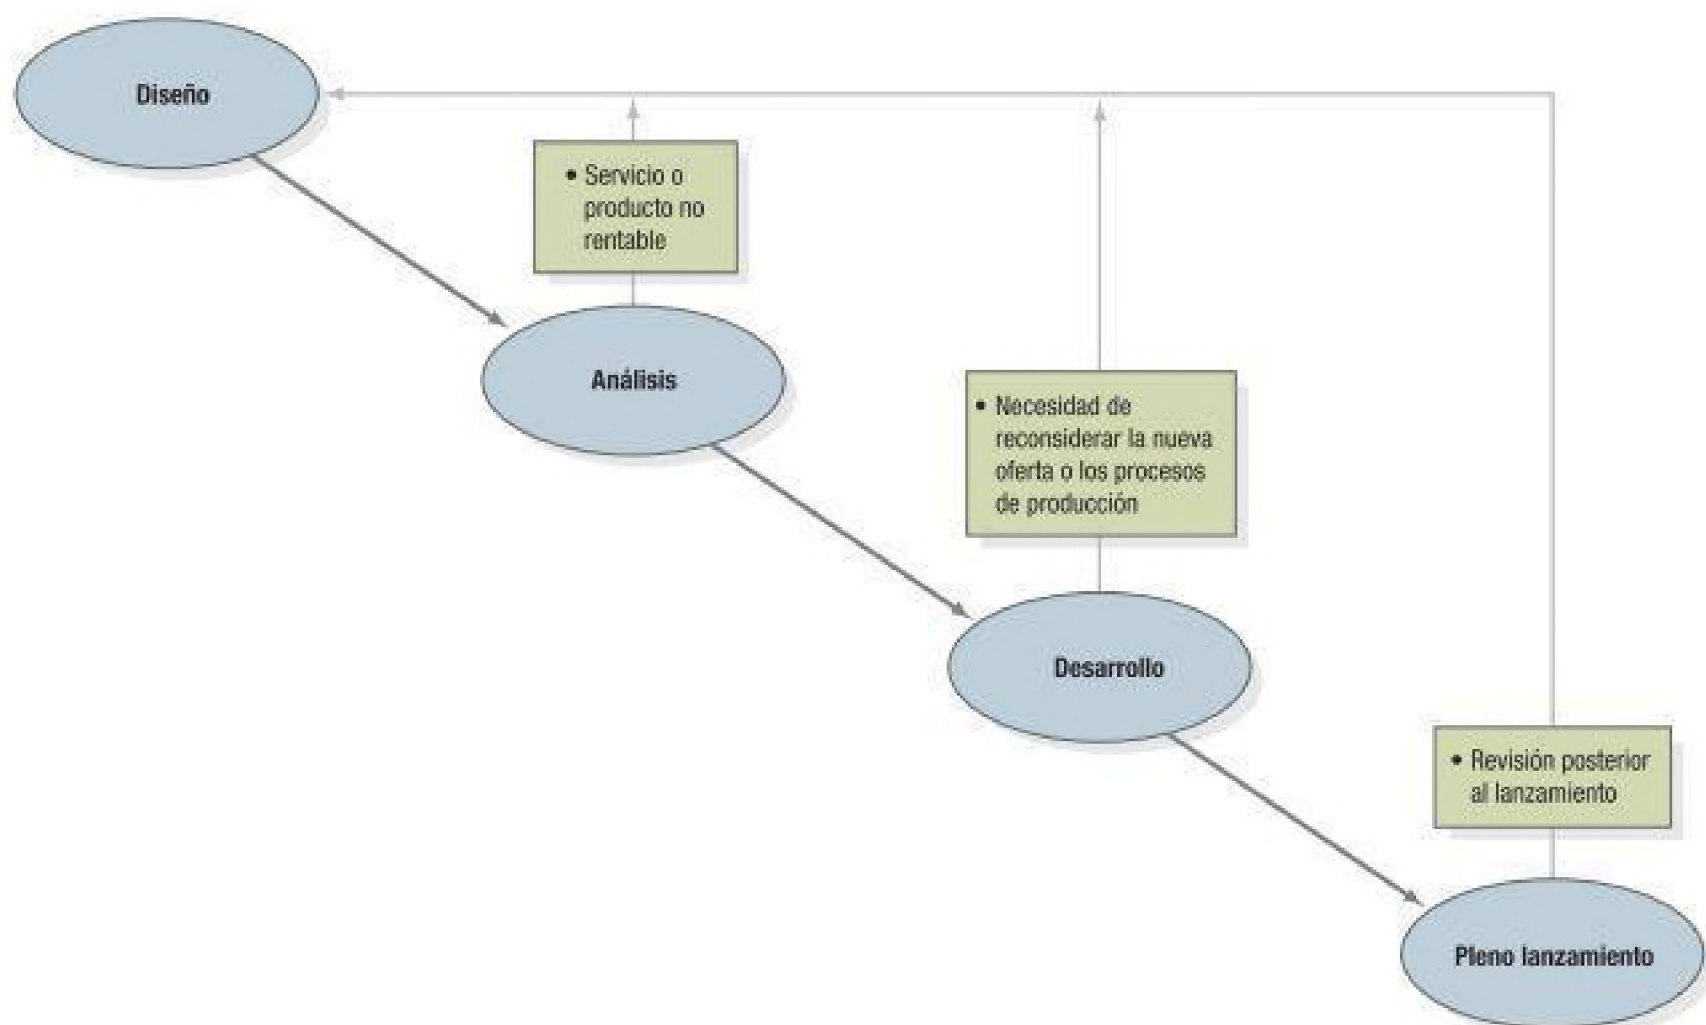 Diseño
• Servicio o
producto no
rentable
Análisis
• Necesidad de
reconsiderar la nueva
oferta o los procesos
de producción
Desarrollo
• Revisión posterior
al lanzamiento
Pleno lanzamiento